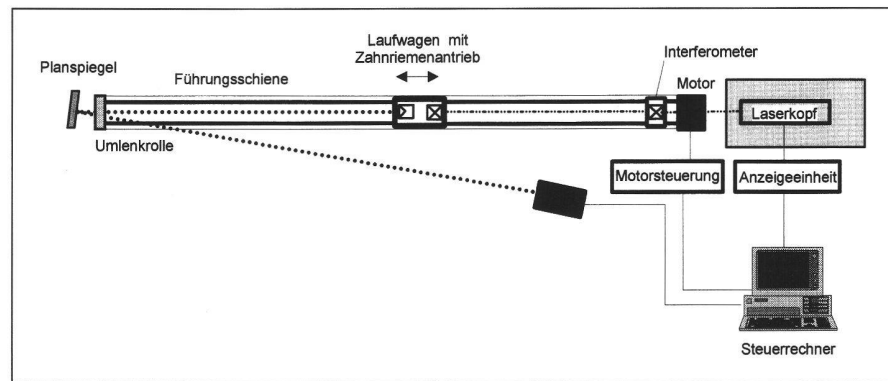 Laufwagen mit
Zahnriemenantrieb
Interferometer
Planspiegel
Führungsschiene
Motor
Laserkopf
Umlenkrolle
Motorsteuerung
Anzeigeeinheit
Steuerrechner